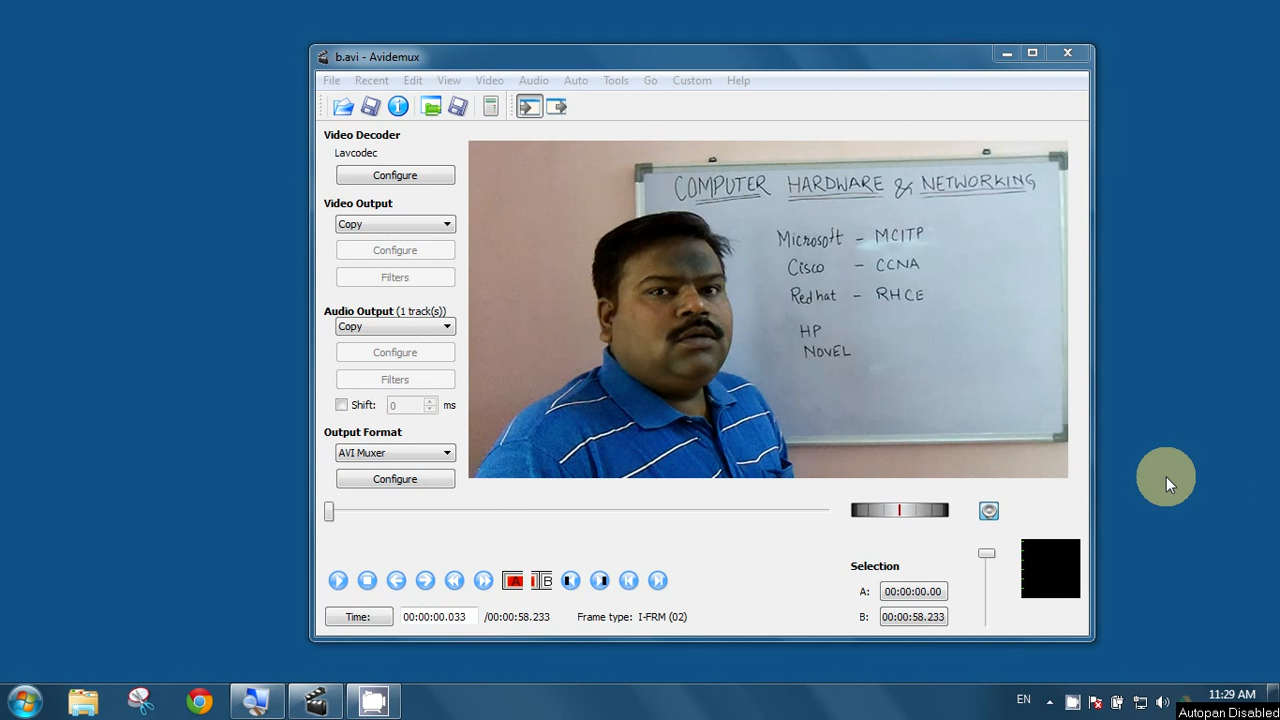 b.avi - Avidemux
File Recent Edit View Video Audio Auto Tools Go Custom Help
Video Decoder
Lavcodec
Configure
Video Output
Copy
Configure
Filters
Audio Output (1 track(s))
Copy
Configure
Filters
Shift: 0 ms
Output Format
AVI Muxer
Configure
COMPUTER HARDWARE & NETWORKING
Microsoft - MCITP
Cisco - CCNA
Redhat - RHCE
HP
NOVEL
A B
Selection
A: 00:00:00.00
B: 00:00:58.233
Time: 00:00:00.033 /00:00:58.233 Frame type: I-FRM (02)
EN
11:29 AM
Autopan Disabled